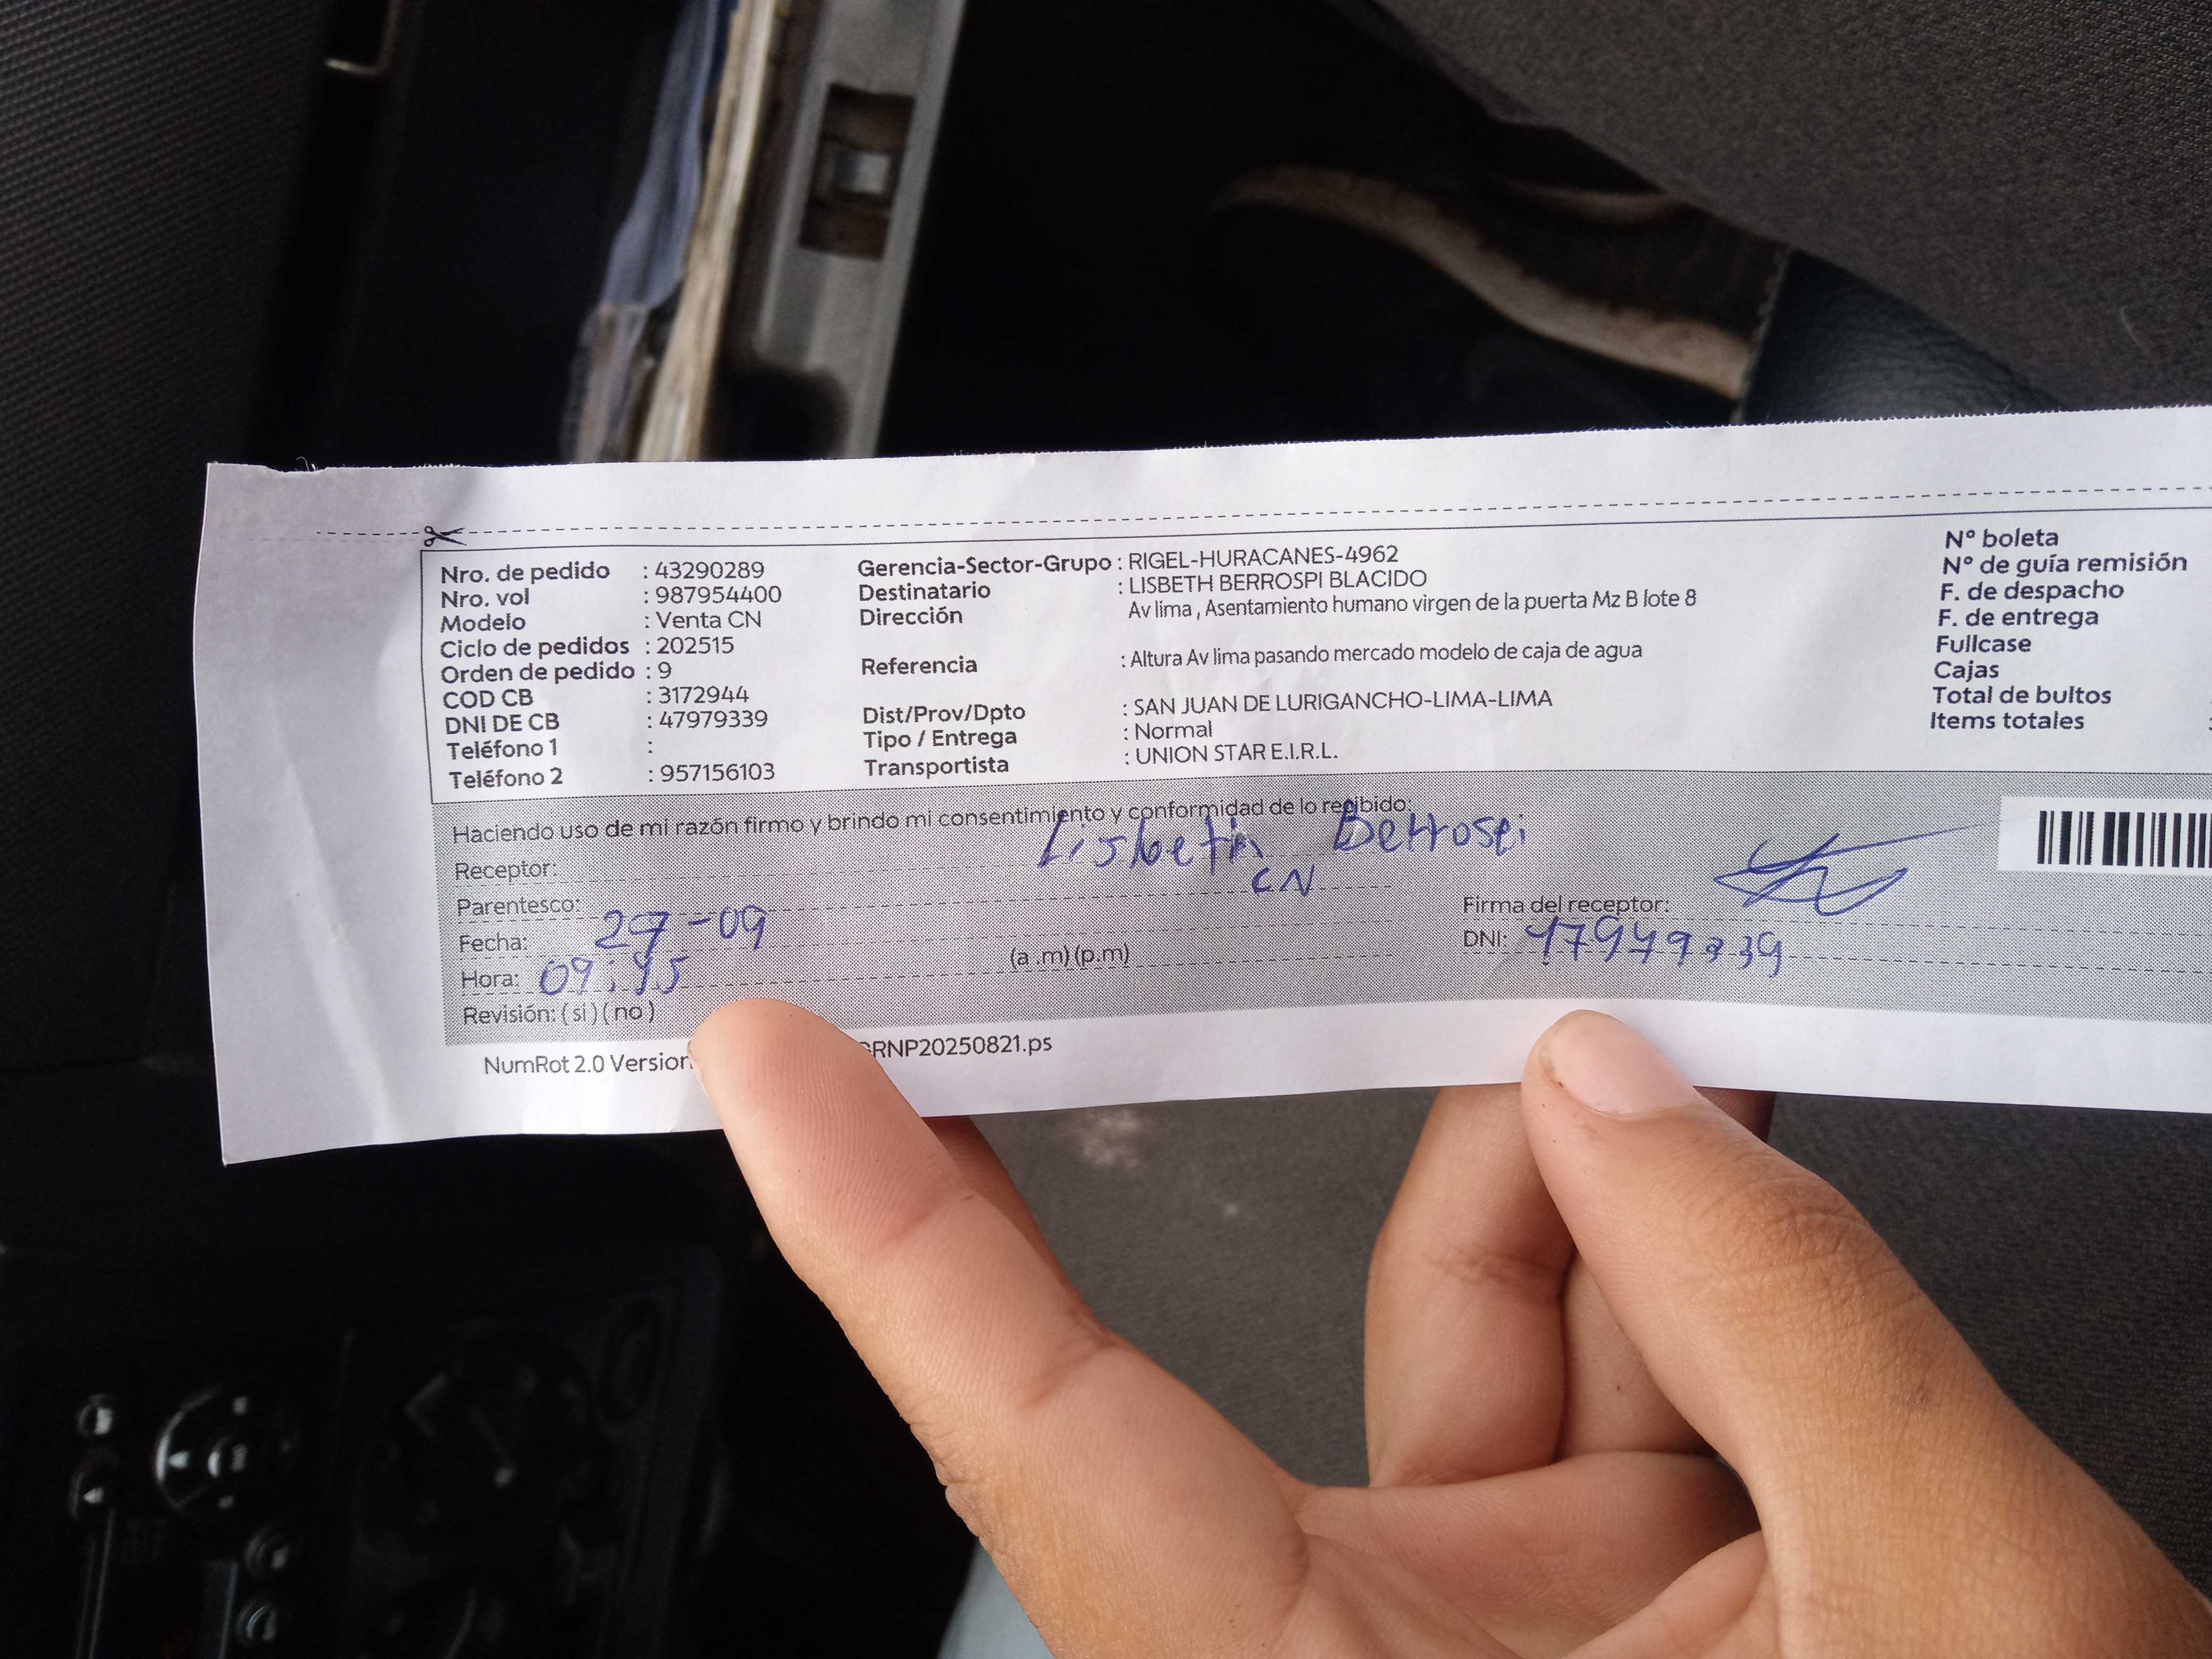 Nro. de pedido : 43290289
Nro. vol : 987954400
Modelo : Venta CN
Ciclo de pedidos : 202515
Orden de pedido : 9
COD CB : 3172944
DNI DE CB : 47979339
Teléfono 1 :
Teléfono 2 : 957156103
Gerencia-Sector-Grupo : RIGEL-HURACANES-4962
Destinatario : LISBETH BERROSPI BLACIDO
Dirección Av lima , Asentamiento humano virgen de la puerta Mz B lote 8
Referencia : Altura Av lima pasando mercado modelo de caja de agua
Dist/Prov/Dpto : SAN JUAN DE LURIGANCHO-LIMA-LIMA
Tipo / Entrega : Normal
Transportista : UNION STAR E.I.R.L.
N° boleta
N° de guía remisión
F. de despacho
F. de entrega
Fullcase
Cajas
Total de bultos
Items totales
Haciendo uso de mi razón firmo y brindo mi consentimiento y conformidad de lo recibido:
Receptor: Lisbeth Berrospi
Parentesco: CN
Fecha: 27-09
Hora: 09:45 (a .m) (p.m)
Revisión: ( si ) ( no )
Firma del receptor:
DNI: 47979339
NumRot 2.0 Version RNP20250821.ps